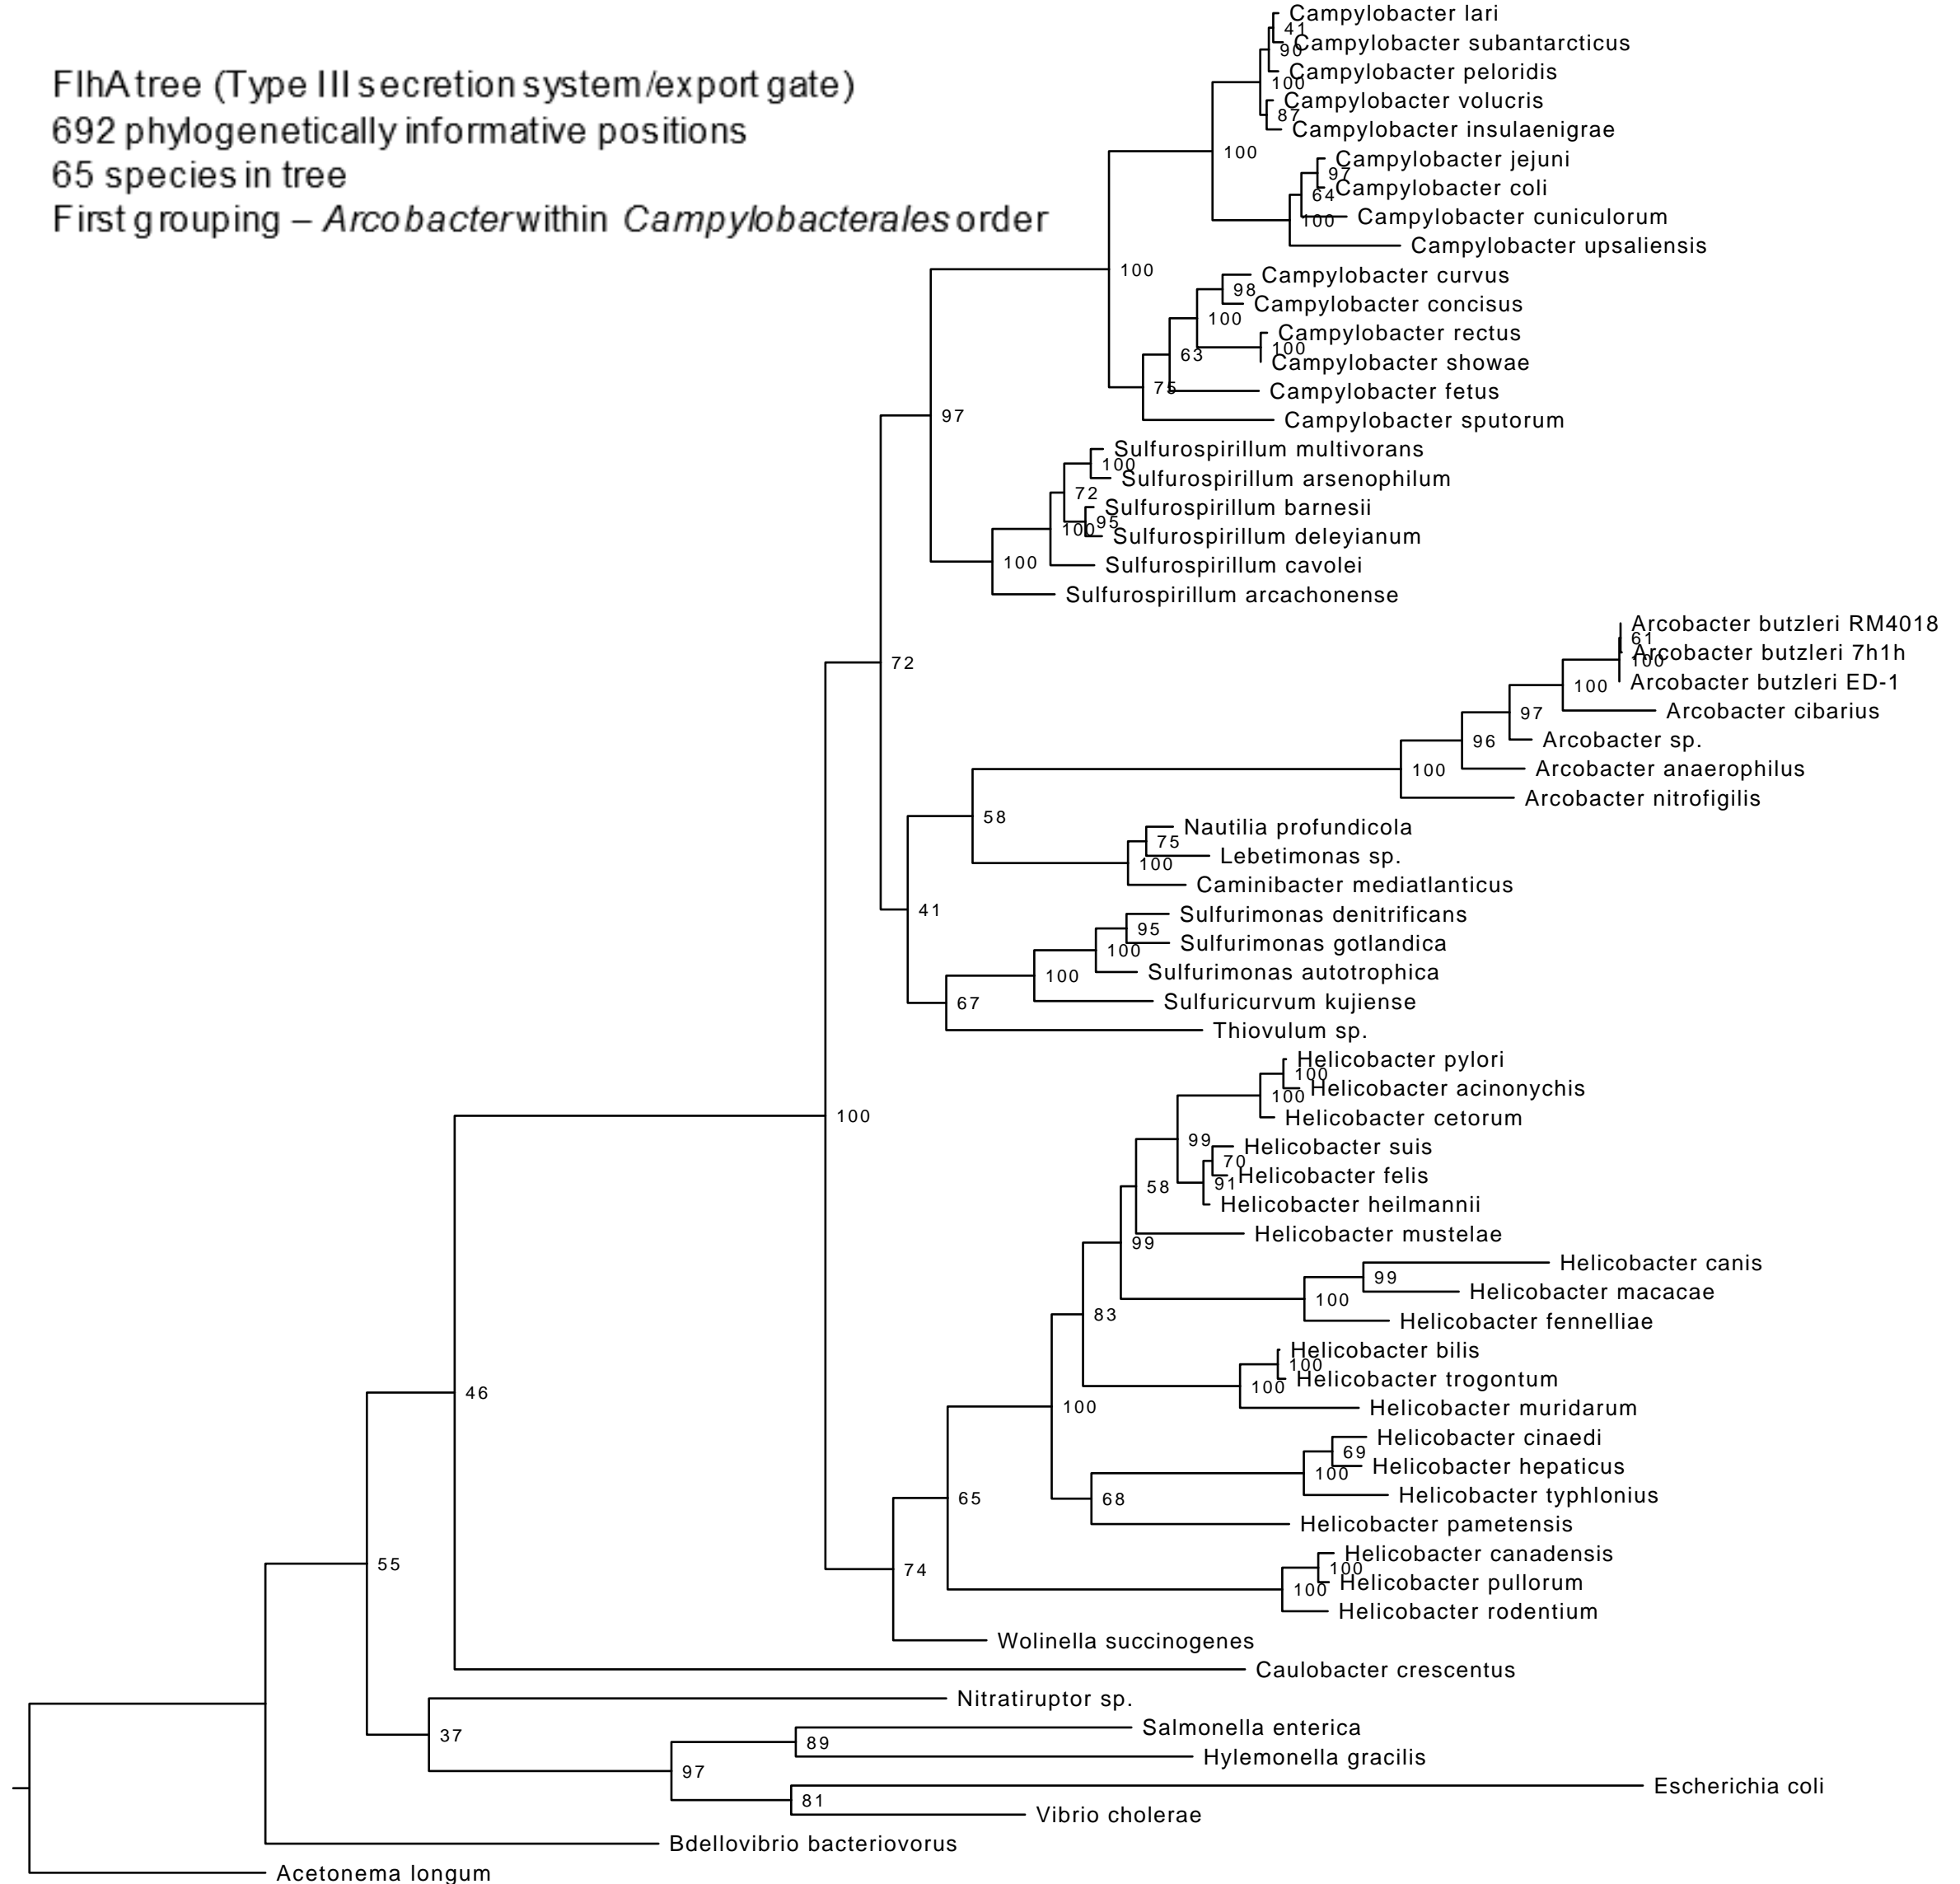 Campylobacter lari
41
Campylobacter subantarcticus
90
FlhA tree (Type III secretion system/export gate)
Campylobacter peloridis
100
692 phylogenetically informative positions
Campylobacter volucris
87
Campylobacter insulaenigrae
100
65 species in tree
Campylobacter jejuni
97
Campylobacter coli
64
First grouping – Arcobacter within Campylobacterales order
Campylobacter cuniculorum
100
Campylobacter upsaliensis
100
Campylobacter curvus
98
Campylobacter concisus
100
Campylobacter rectus
100
63
Campylobacter showae
75
Campylobacter fetus
97
Campylobacter sputorum
Sulfurospirillum multivorans
100
Sulfurospirillum arsenophilum
72
Sulfurospirillum barnesii
95
100
Sulfurospirillum deleyianum
100
Sulfurospirillum cavolei
Sulfurospirillum arcachonense
Arcobacter butzleri RM4018
61
Arcobacter butzleri 7h1h
100
72
Arcobacter butzleri ED-1
100
Arcobacter cibarius
97
Arcobacter sp.
96
Arcobacter anaerophilus
100
Arcobacter nitrofigilis
58
Nautilia profundicola
75
Lebetimonas sp.
100
Caminibacter mediatlanticus
41
Sulfurimonas denitrificans
95
Sulfurimonas gotlandica
100
Sulfurimonas autotrophica
100
Sulfuricurvum kujiense
67
Thiovulum sp.
Helicobacter pylori
100
Helicobacter acinonychis
100
100
Helicobacter cetorum
99
Helicobacter suis
70
Helicobacter felis
91
58
Helicobacter heilmannii
Helicobacter mustelae
99
Helicobacter canis
99
Helicobacter macacae
100
83
Helicobacter fennelliae
Helicobacter bilis
100
Helicobacter trogontum
100
46
100
Helicobacter muridarum
Helicobacter cinaedi
69
Helicobacter hepaticus
100
Helicobacter typhlonius
65
68
Helicobacter pametensis
Helicobacter canadensis
55
74
100
Helicobacter pullorum
100
Helicobacter rodentium
Wolinella succinogenes
Caulobacter crescentus
Nitratiruptor sp.
37
Salmonella enterica
89
Hylemonella gracilis
97
Escherichia coli
81
Vibrio cholerae
Bdellovibrio bacteriovorus
Acetonema longum